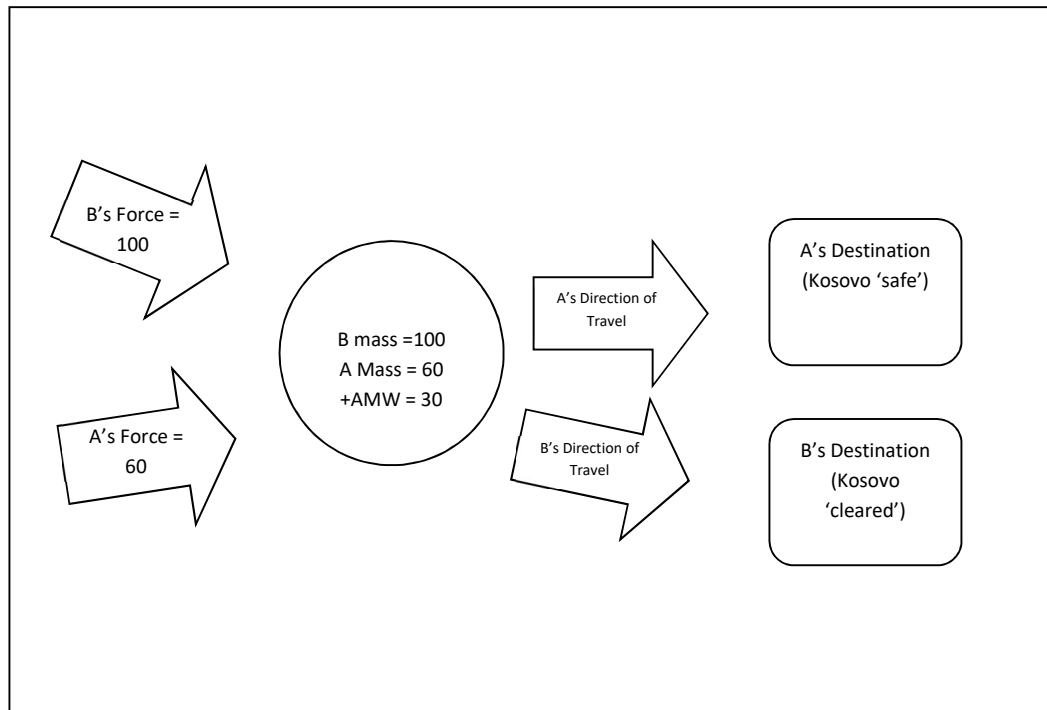 B’s Force =
100
A’s Force =
60
B mass =100
A Mass = 60
+AMW = 30
A’s Direction of
Travel
B’s Direction of
Travel
A’s Destination
(Kosovo ‘safe’)
B’s Destination
(Kosovo
‘cleared’)